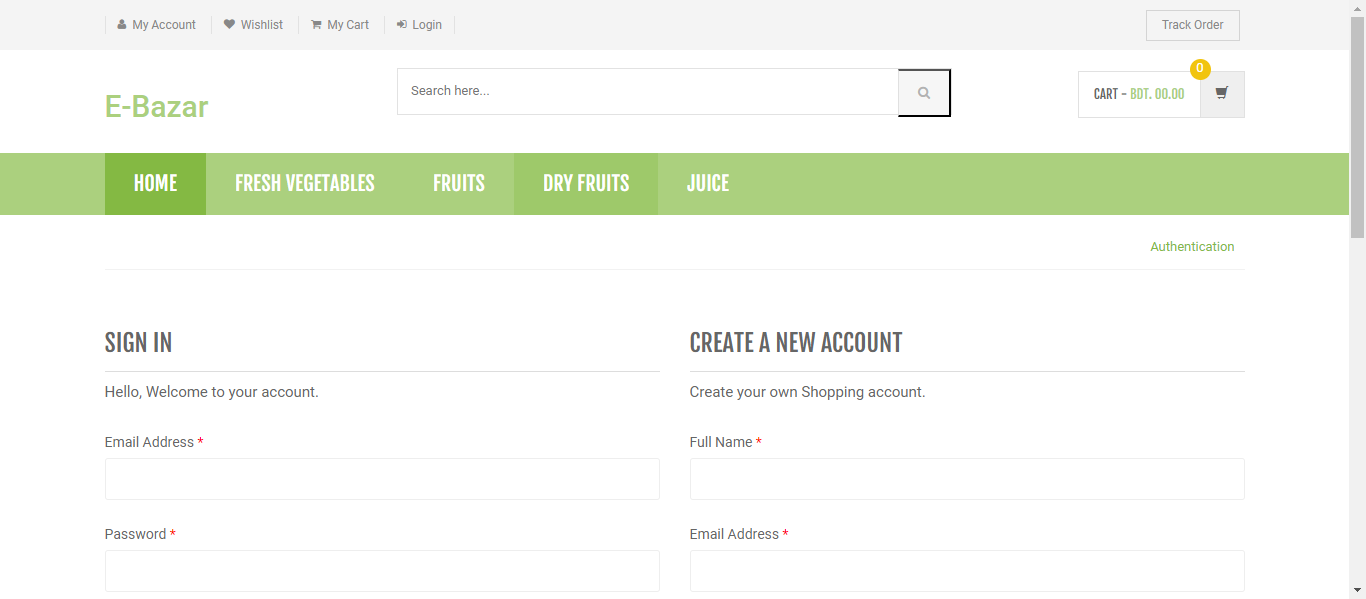 My Account Wishlist My Cart Login Track Order
0
Search here...
E-Bazar
CART - BDT. 00.00
HOME FRESH VEGETABLES FRUITS DRY FRUITS JUICE
Authentication
SIGN IN
Hello, Welcome to your account.
Email Address *
Password *
CREATE A NEW ACCOUNT
Create your own Shopping account.
Full Name *
Email Address *